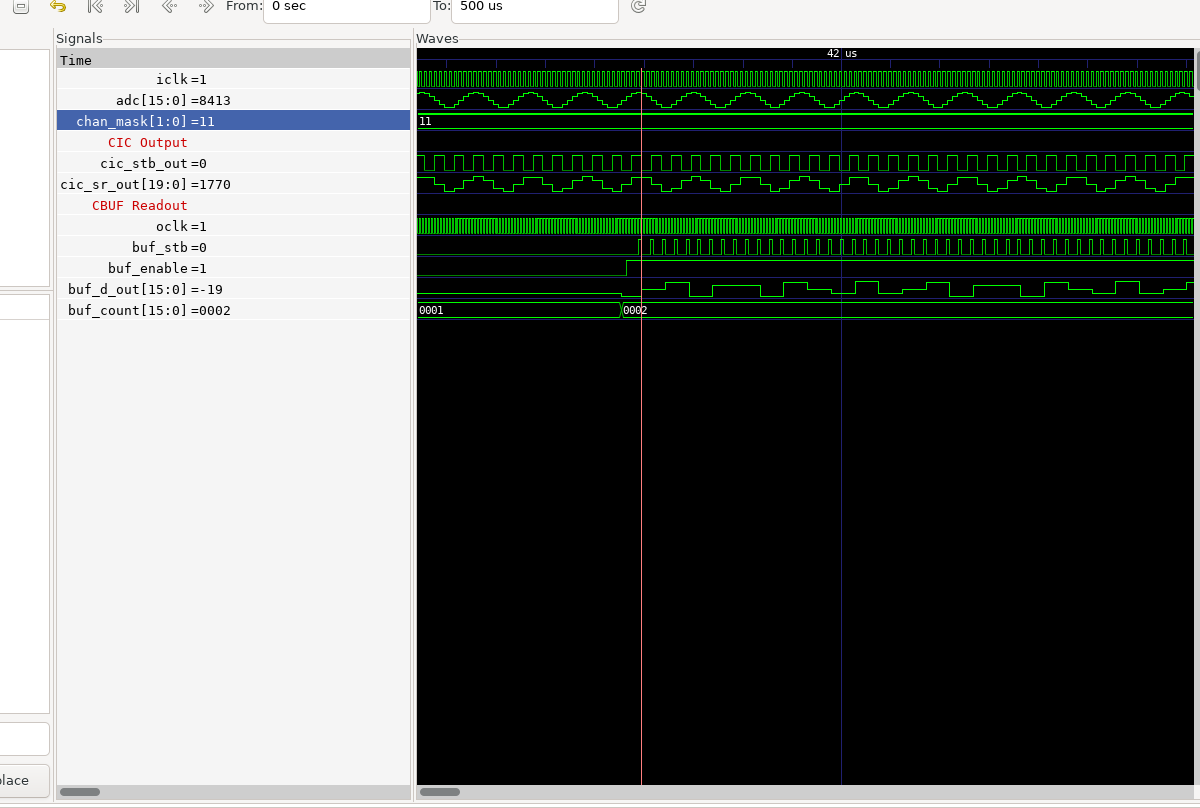 From: 0 sec To: 500 us
Signals
Waves
Time
42 us
iclk=1
adc[15:0]=8413
chan_mask[1:0]=11
11
CIC Output
cic_stb_out=0
cic_sr_out[19:0]=1770
CBUF Readout
oclk=1
buf_stb=0
buf_enable=1
buf_d_out[15:0]=-19
buf_count[15:0]=0002
0001 0002
lace